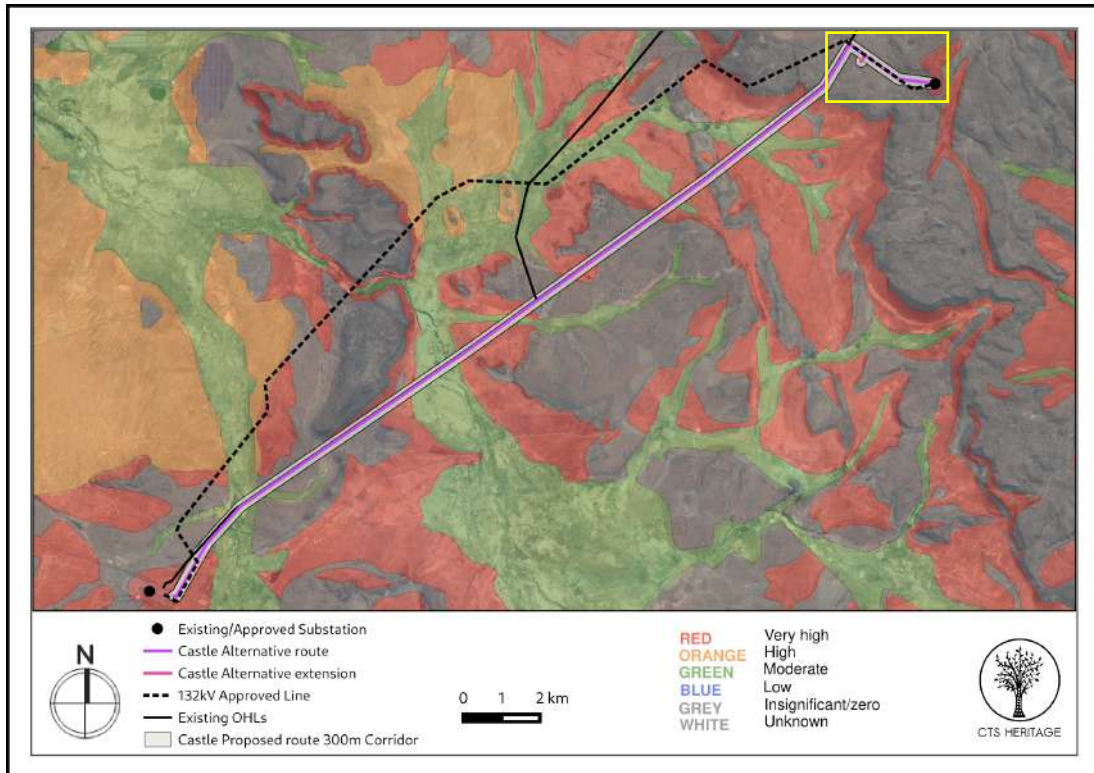 N
Existing/Approved Substation
Castle Alternative route
Castle Alternative extension
132kV Approved Line
Existing OHLs
Castle Proposed route 300m Corridor
0 1 2 km
RED Very high
ORANGE High
GREEN Moderate
BLUE Low
GREY Insignificant/zero
WHITE Unknown
CTS HERITAGE